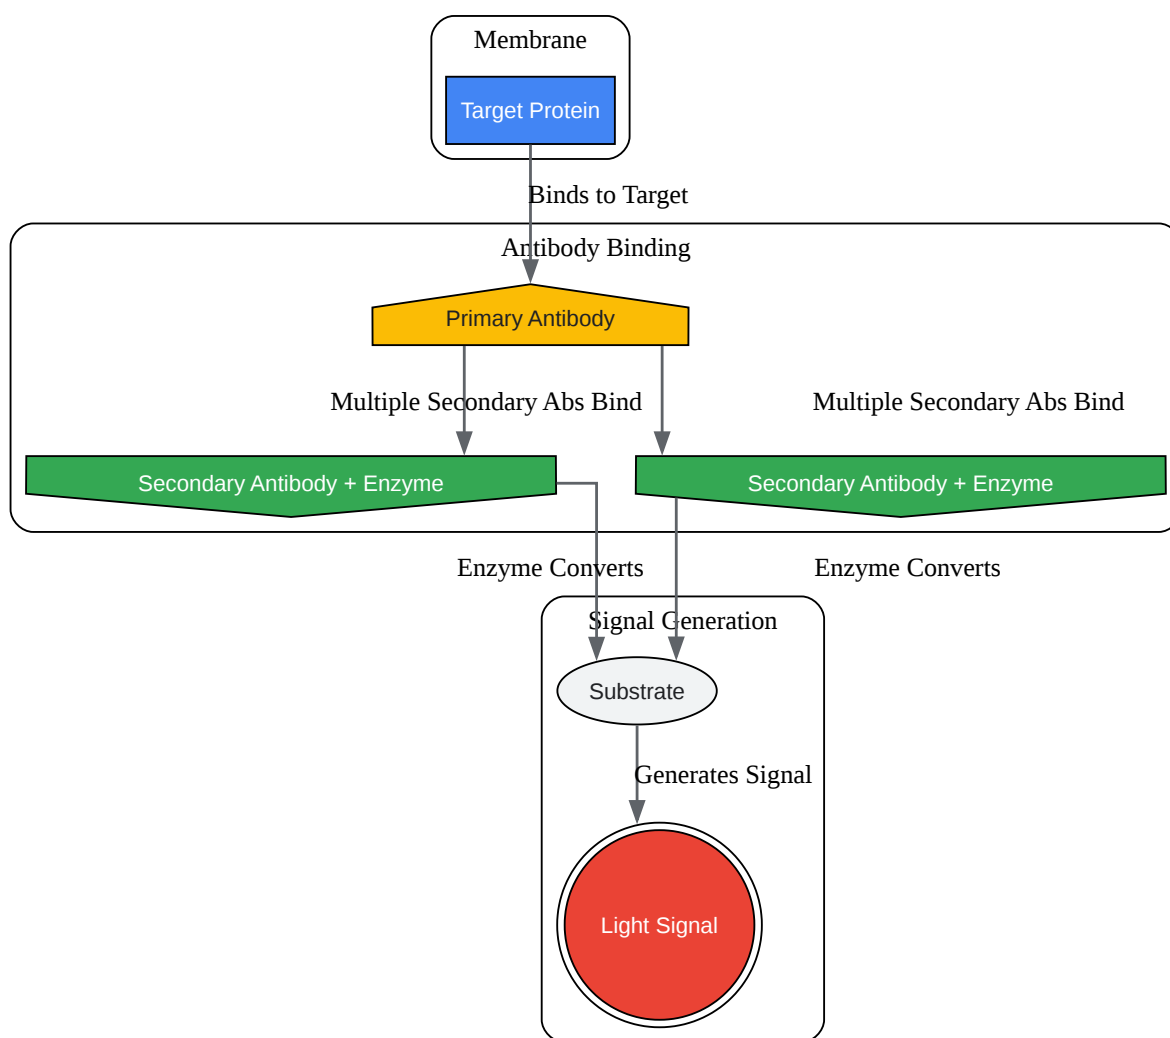 Membrane
Target Protein
Binds to Target
Antibody Binding
Primary Antibody
Multiple Secondary Abs Bind
Multiple Secondary Abs Bind
Secondary Antibody + Enzyme
Secondary Antibody + Enzyme
Enzyme Converts
Enzyme Converts
Signal Generation
Substrate
Generates Signal
Light Signal